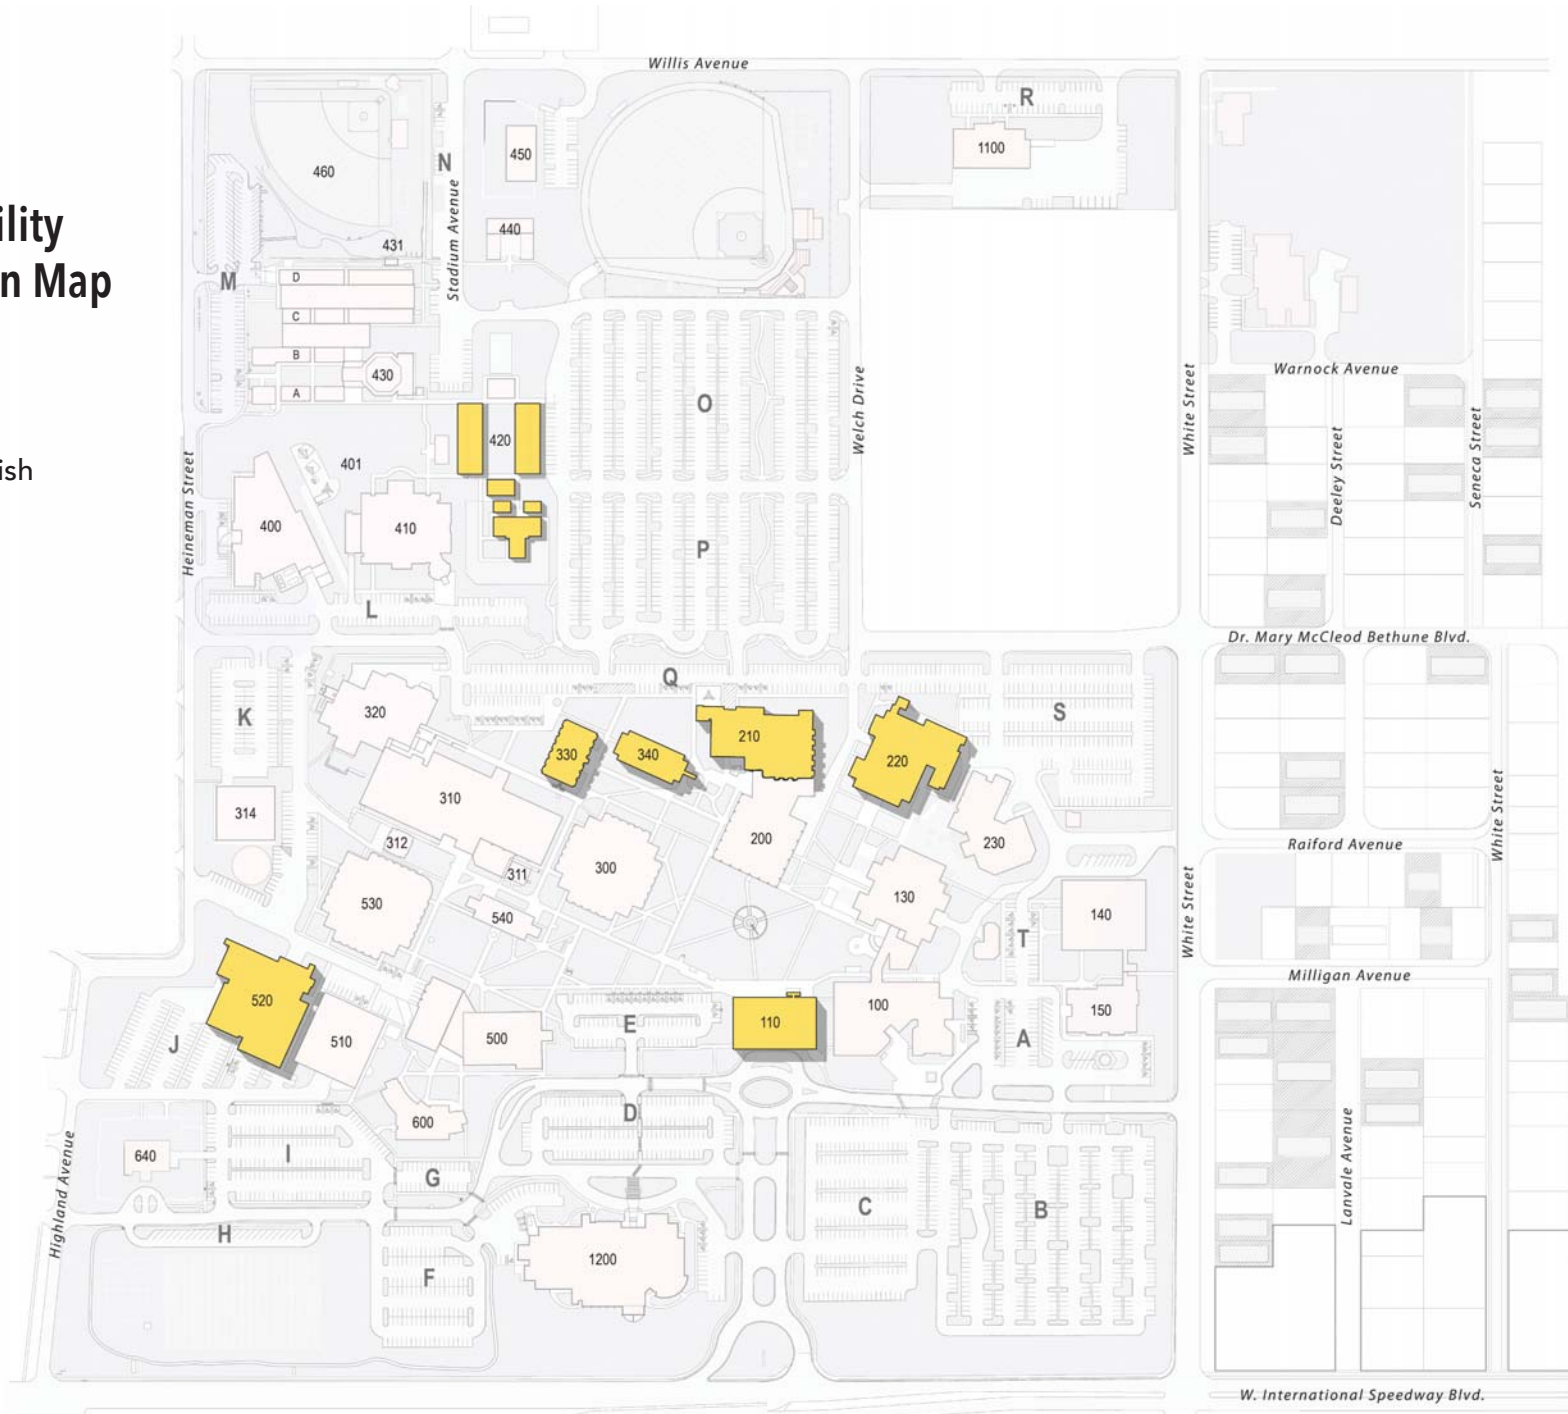 ility
n Map
ish
Willis Avenue
R
1100
450
460
N
Stadium Avenue
440
431
M
D
C
B
A
430
420
O
Welch Drive
White Street
Warnock Avenue
Deeley Street
Seneca Street
Heineman Street
401
400
410
P
L
Dr. Mary McCleod Bethune Blvd.
Q
K
320
330
340
210
220
S
310
314
312
311
300
200
230
Raiford Avenue
White Street
530
540
130
140
T
White Street
Milligan Avenue
520
510
J
500
E
110
100
150
A
600
D
640
I
G
Highland Avenue
H
C
B
Lanvale Avenue
F
1200
W. International Speedway Blvd.